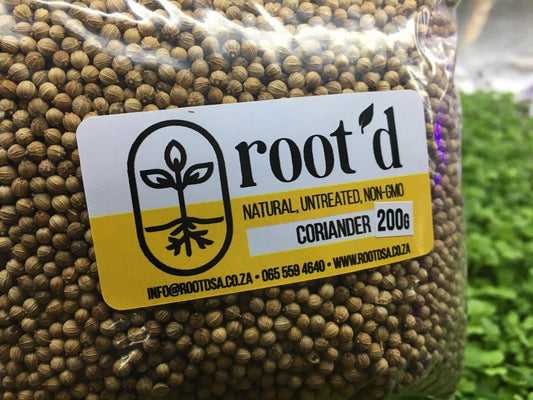 root'd
NATURAL, UNTREATED, NON-GMO
CORIANDER 200G
INFO@ROOTDSA.CO.ZA • 065 559 4640 • WWW.ROOTDSA.CO.ZA